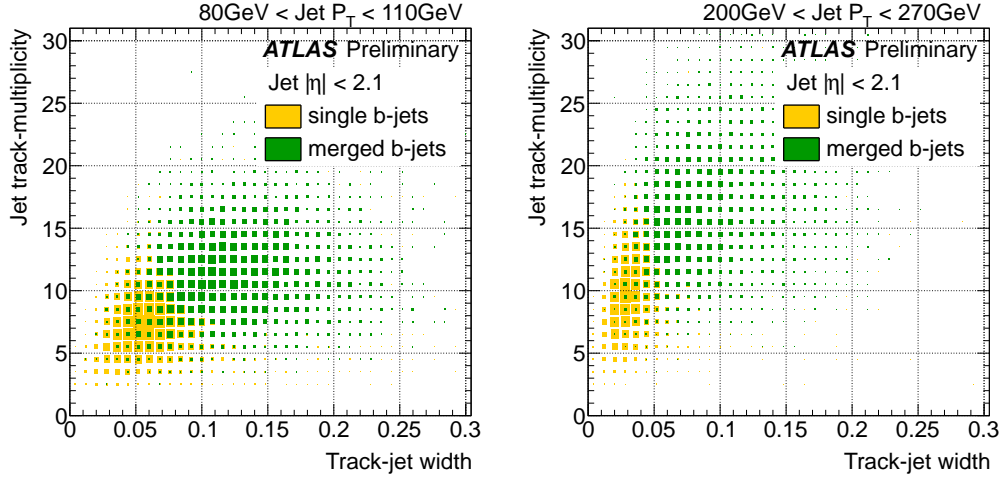 80GeV < Jet P_T < 110GeV
Jet track-multiplicity
30
25
20
15
10
5
0
ATLAS Preliminary
Jet |η| < 2.1
single b-jets
merged b-jets
0 0.05 0.1 0.15 0.2 0.25 0.3
Track-jet width
200GeV < Jet P_T < 270GeV
Jet track-multiplicity
30
25
20
15
10
5
0
ATLAS Preliminary
Jet |η| < 2.1
single b-jets
merged b-jets
0 0.05 0.1 0.15 0.2 0.25 0.3
Track-jet width